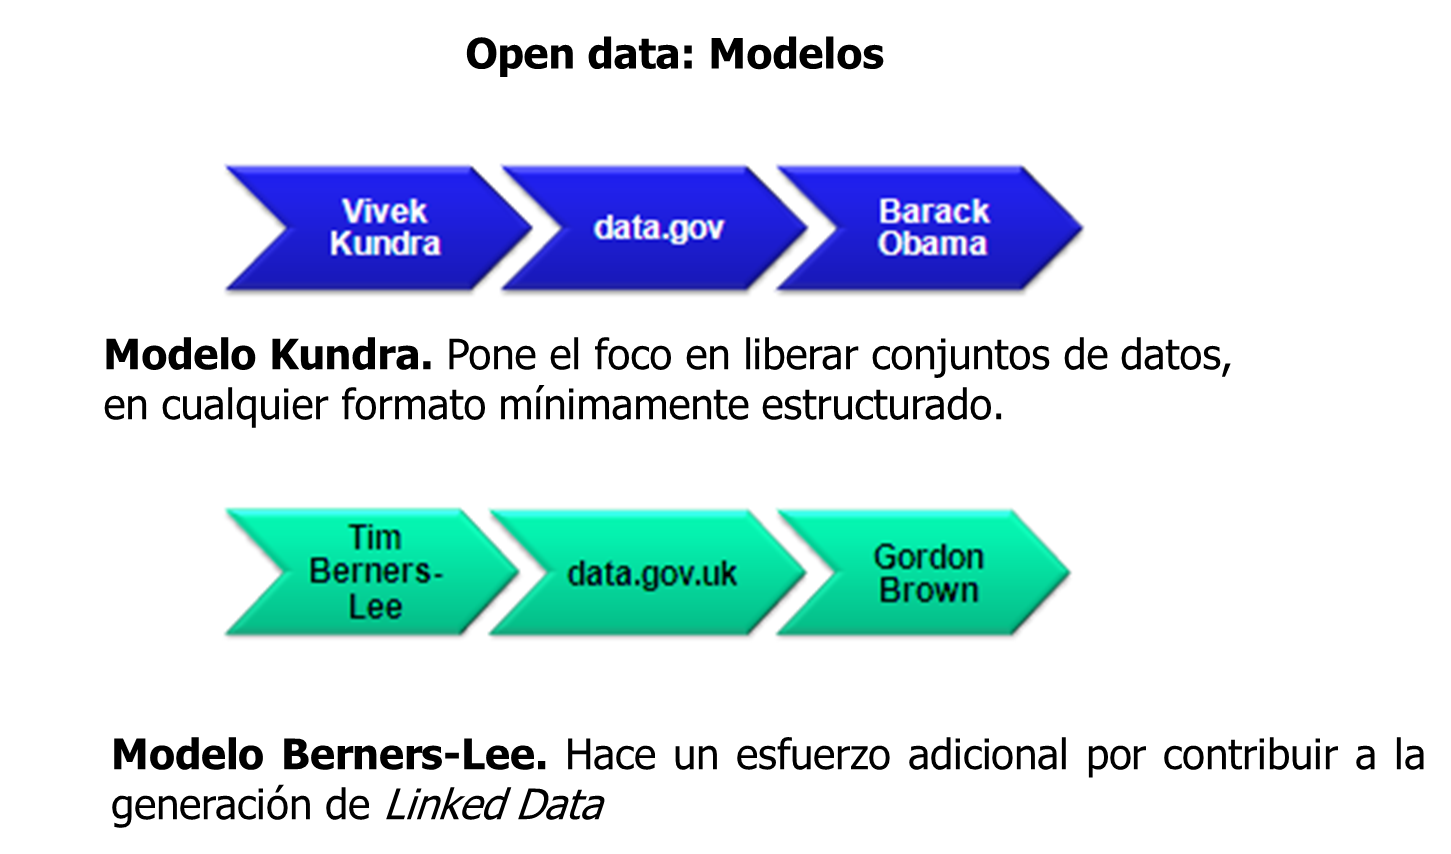 Open data: Modelos
Vivek
Kundra
data.gov
Barack
Obama
Modelo Kundra. Pone el foco en liberar conjuntos de datos,
en cualquier formato mínimamente estructurado.
Tim
Berners-
Lee
data.gov.uk
Gordon
Brown
Modelo Berners-Lee. Hace un esfuerzo adicional por contribuir a la
generación de Linked Data